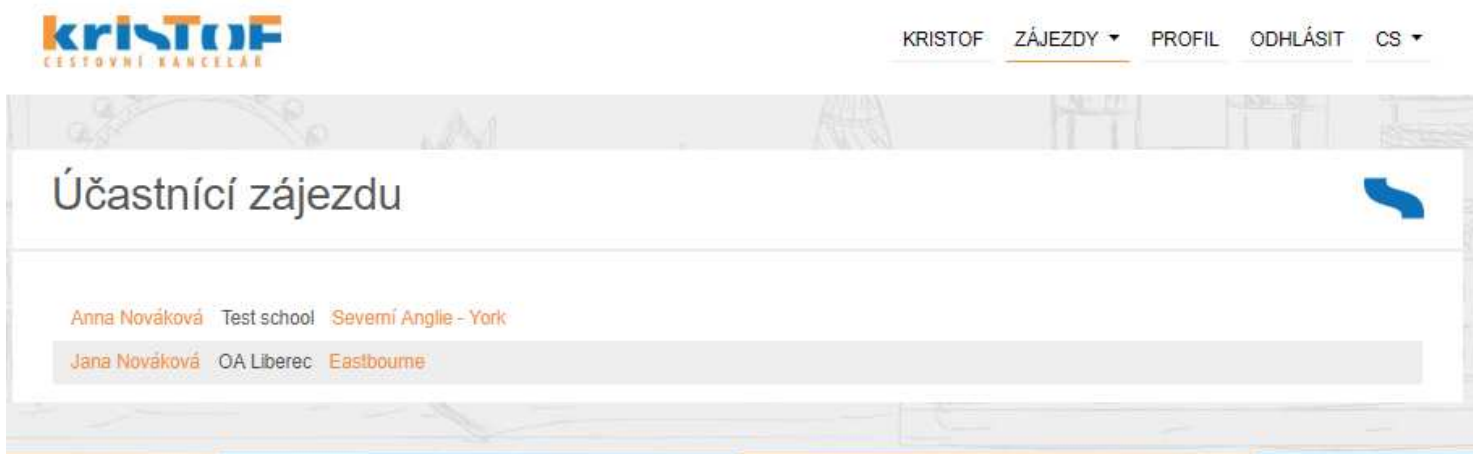 krisToF
CESTOVNÍ KANCELÁŘ
KRISTOF ZÁJEZDY PROFIL ODHLÁSIT CS
Účastnící zájezdu
Anna Nováková Test school Severní Anglie - York
Jana Nováková OA Liberec Eastbourne